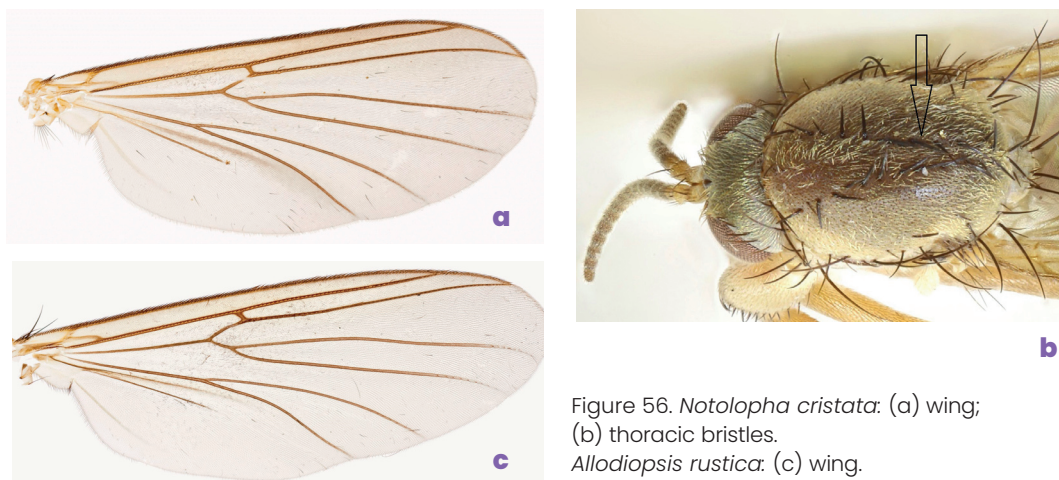 a
b
c
Figure 56. Notolopha cristata: (a) wing;
(b) thoracic bristles.
Allodiopsis rustica: (c) wing.